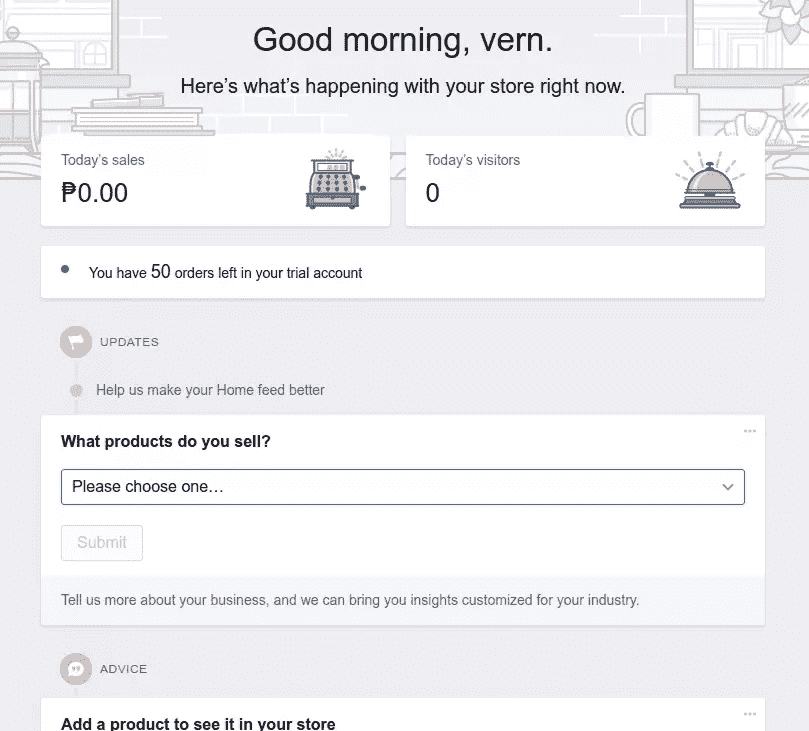 Good morning, vern.
Here's what's happening with your store right now.
Today's sales
₱0.00
Today's visitors
0
You have 50 orders left in your trial account
UPDATES
Help us make your Home feed better
What products do you sell?
Please choose one…
Submit
Tell us more about your business, and we can bring you insights customized for your industry.
ADVICE
Add a product to see it in your store